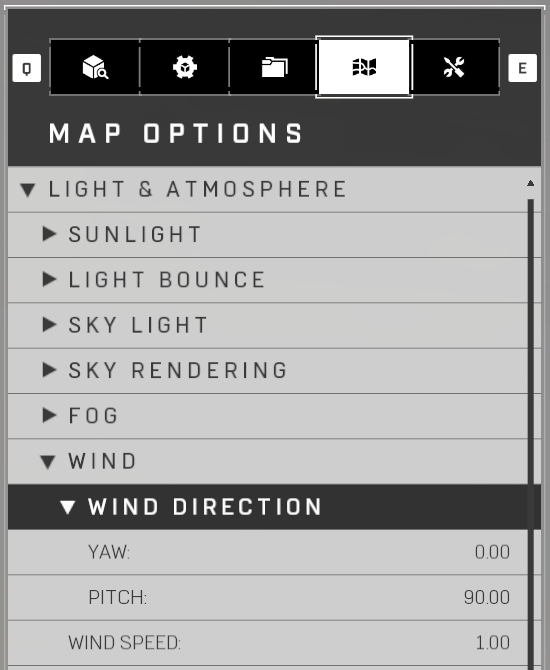 Q
E
MAP OPTIONS
LIGHT & ATMOSPHERE
SUNLIGHT
LIGHT BOUNCE
SKY LIGHT
SKY RENDERING
FOG
WIND
WIND DIRECTION
YAW: 0.00
PITCH: 90.00
WIND SPEED: 1.00